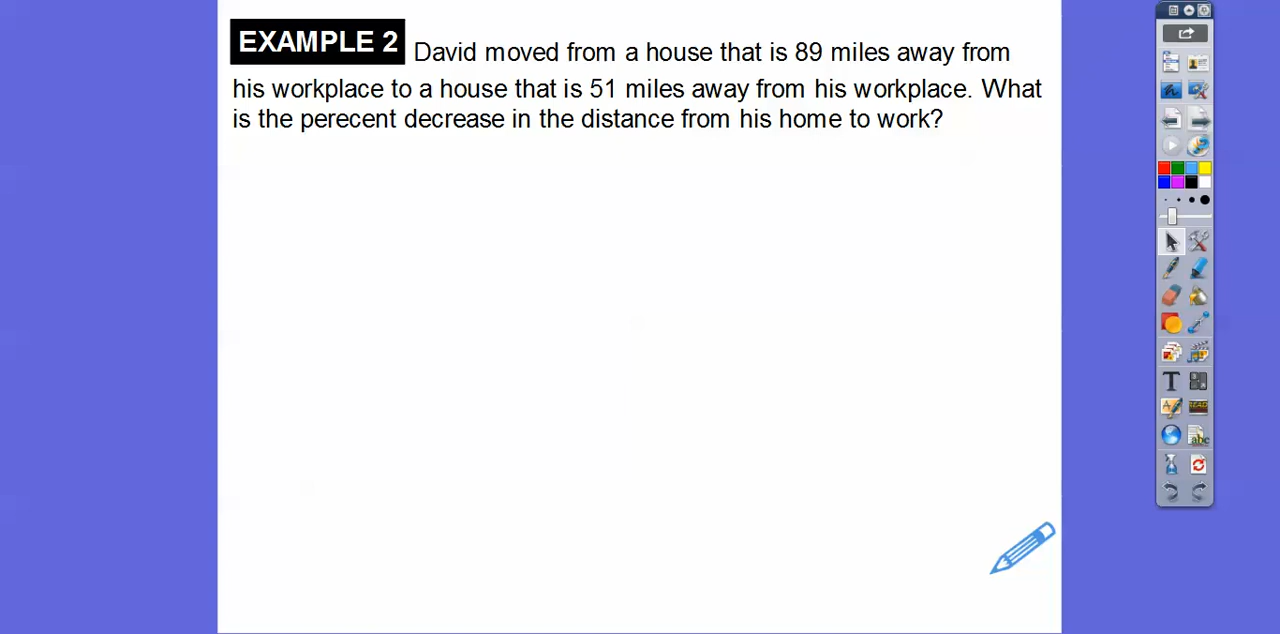 EXAMPLE 2 David moved from a house that is 89 miles away from
his workplace to a house that is 51 miles away from his workplace. What
is the perecent decrease in the distance from his home to work?
T
abc